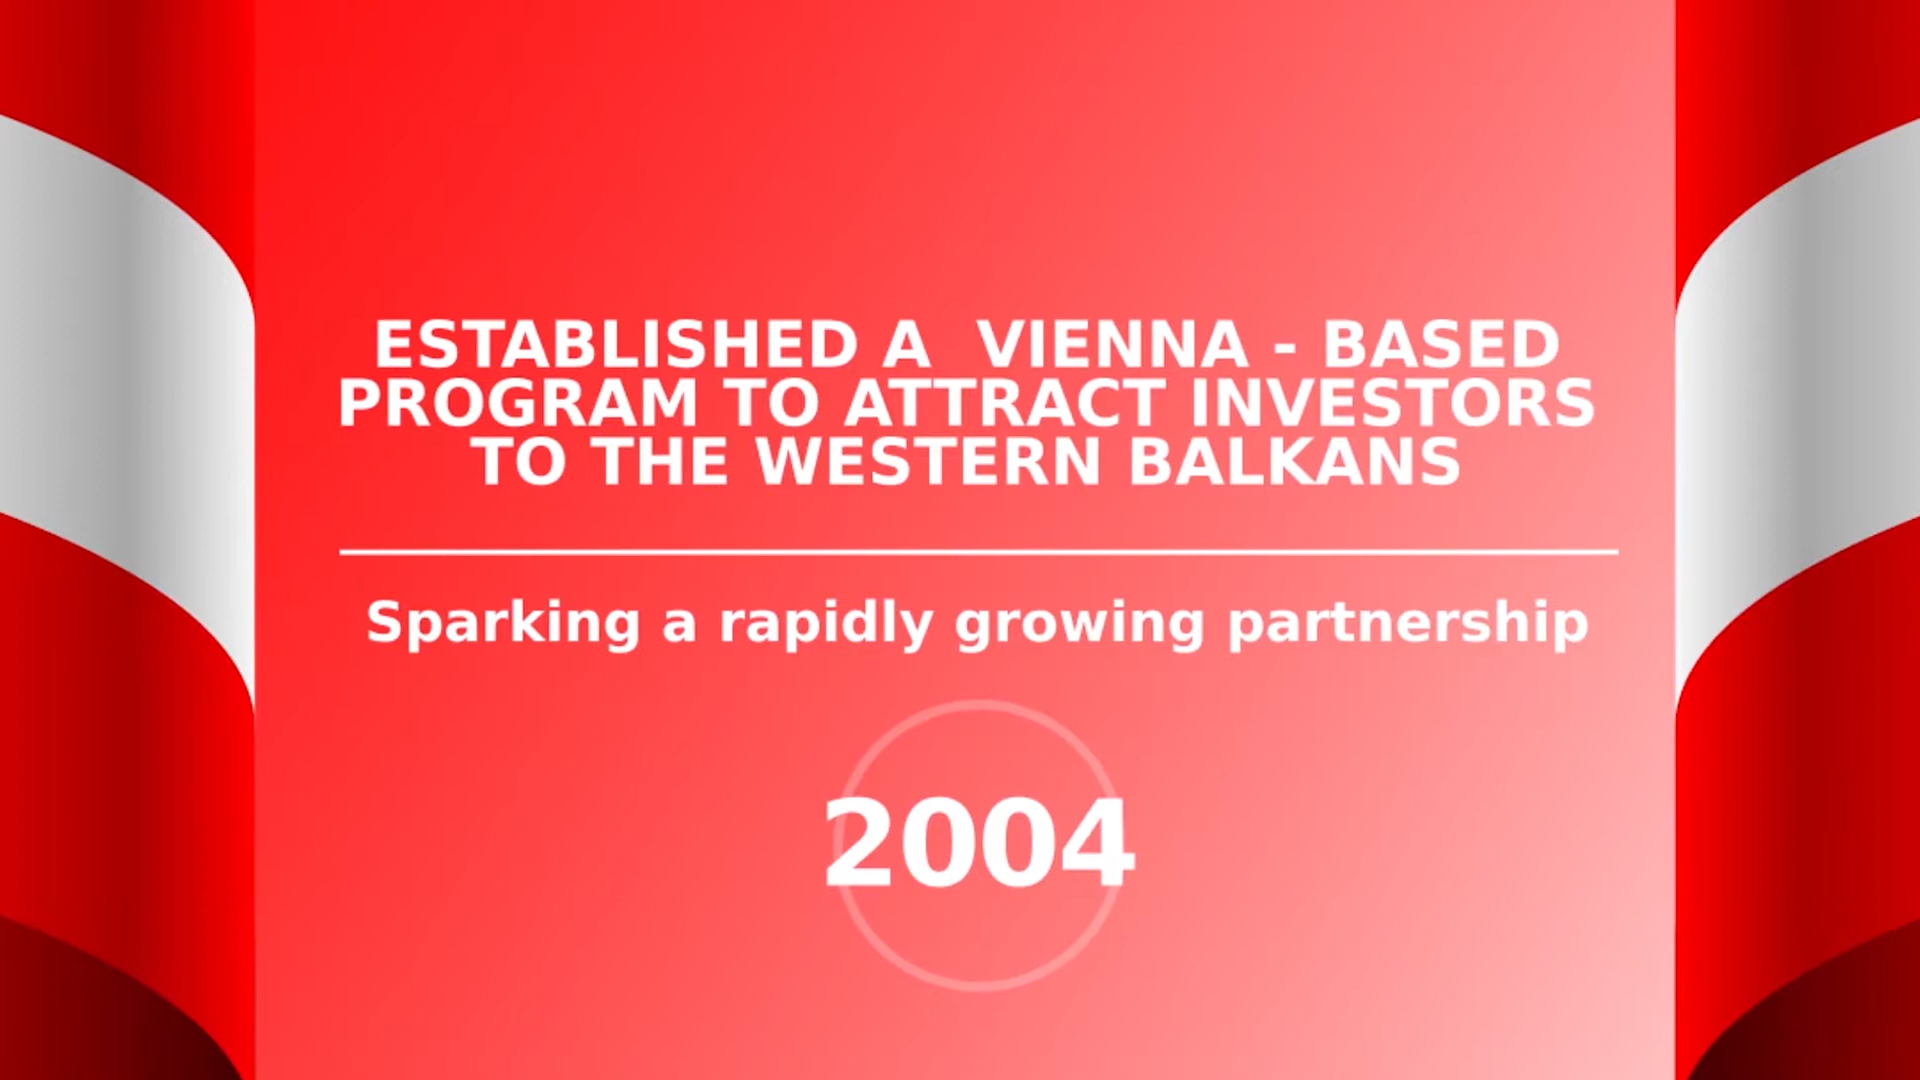 ESTABLISHED A  VIENNA - BASED
PROGRAM TO ATTRACT INVESTORS
TO THE WESTERN BALKANS
Sparking a rapidly growing partnership
2004